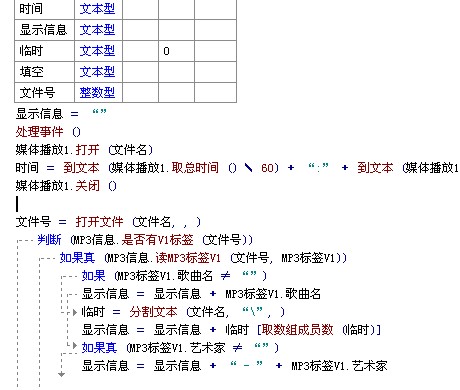 时间 文本型
显示信息 文本型
临时 文本型 0
填空 文本型
文件号 整数型
显示信息 = “”
处理事件 ()
媒体播放1.打开 (文件名)
时间 = 到文本 (媒体播放1.取总时间 () \ 60) + “:” + 到文本 (媒体播放1
媒体播放1.关闭 ()
文件号 = 打开文件 (文件名, , )
判断 (MP3信息.是否有V1标签 (文件号))
如果真 (MP3信息.读MP3标签V1 (文件号, MP3标签V1))
如果 (MP3标签V1.歌曲名 ≠ “”)
显示信息 = 显示信息 + MP3标签V1.歌曲名
临时 = 分割文本 (文件名, “\”, )
显示信息 = 显示信息 + 临时 [取数组成员数 (临时)]
如果真 (MP3标签V1.艺术家 ≠ “”)
显示信息 = 显示信息 + “-” + MP3标签V1.艺术家